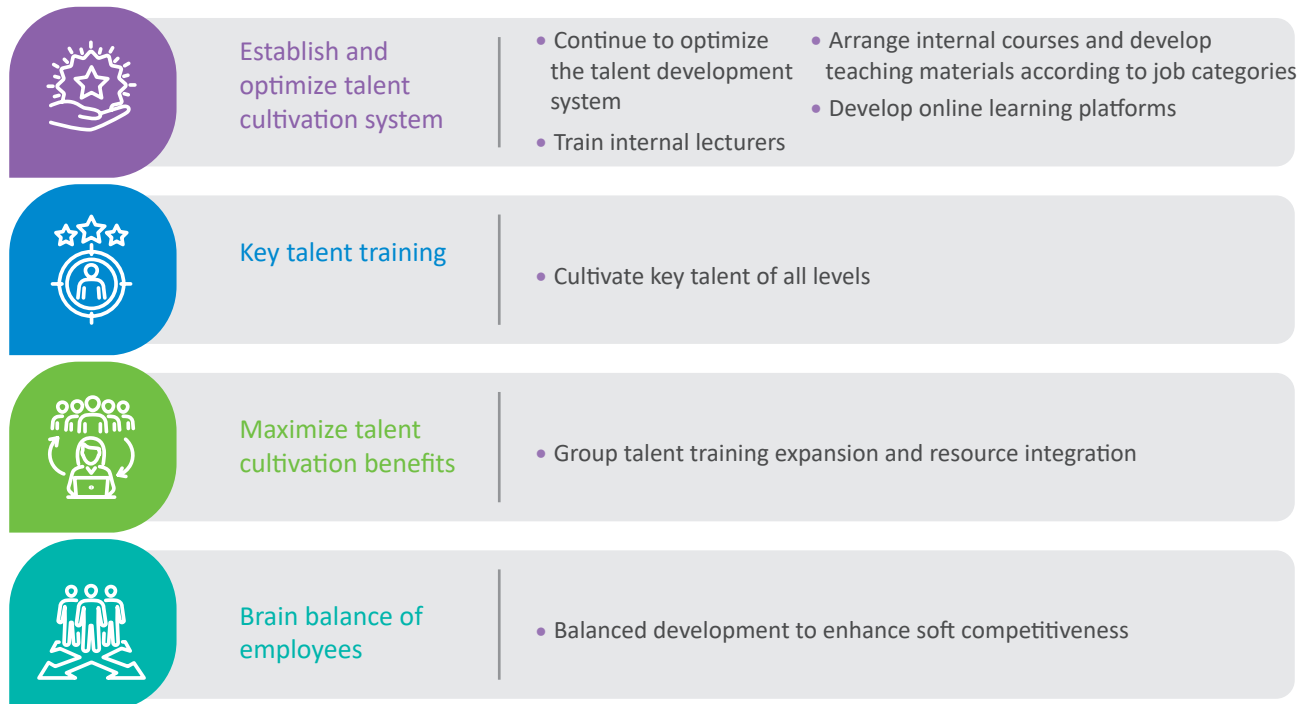 Establish and
optimize talent
cultivation system
• Continue to optimize
the talent development
system
• Train internal lecturers
• Arrange internal courses and develop
teaching materials according to job categories
• Develop online learning platforms
Key talent training
• Cultivate key talent of all levels
Maximize talent
cultivation benefits
• Group talent training expansion and resource integration
Brain balance of
employees
• Balanced development to enhance soft competitiveness